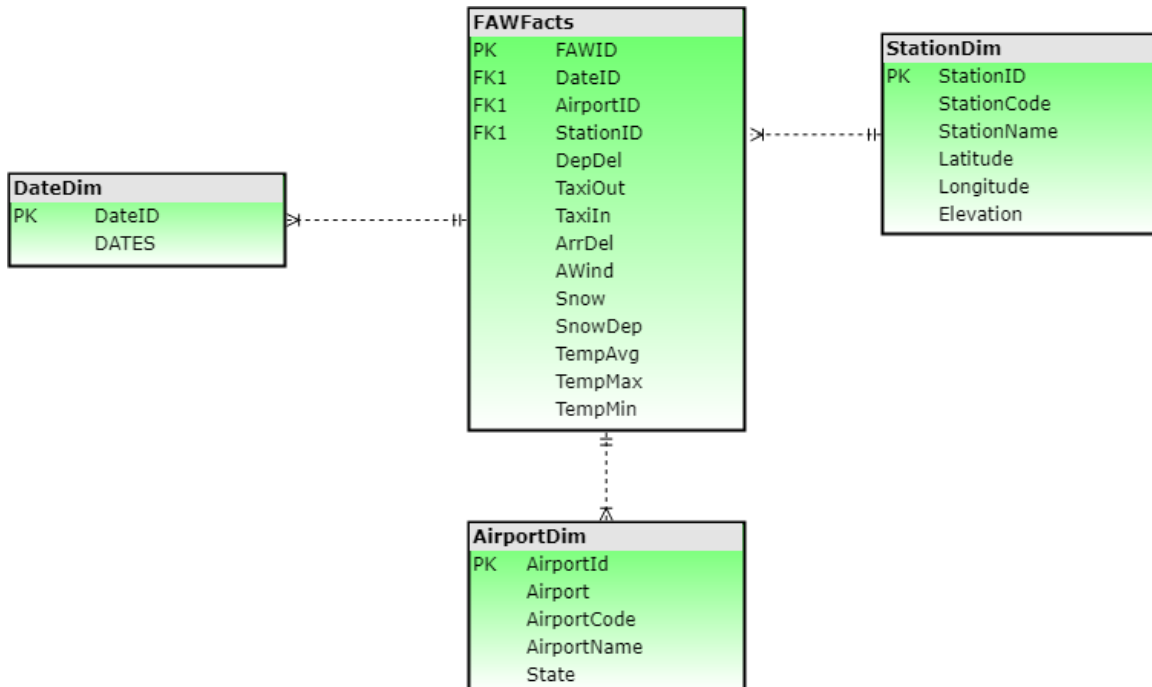 FAWFacts
PK FAWID
FK1 DateID
FK1 AirportID
FK1 StationID
DepDel
TaxiOut
TaxiIn
ArrDel
AWind
Snow
SnowDep
TempAvg
TempMax
TempMin
StationDim
PK StationID
StationCode
StationName
Latitude
Longitude
Elevation
DateDim
PK DateID
DATES
AirportDim
PK AirportId
Airport
AirportCode
AirportName
State